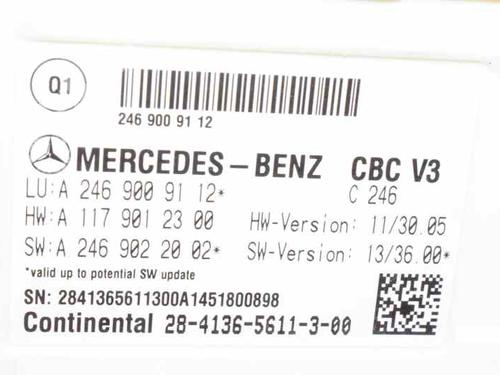 Q1
246 900 91 12
MERCEDES-BENZ CBC V3
LU: A 246 900 91 12* C 246
HW: A 117 901 23 00 HW-Version: 11/30.05
SW: A 246 902 20 02* SW-Version: 13/36.00*
*valid up to potential SW update
SN: 2841365611300A1451800898
Continental 28-4136-5611-3-00